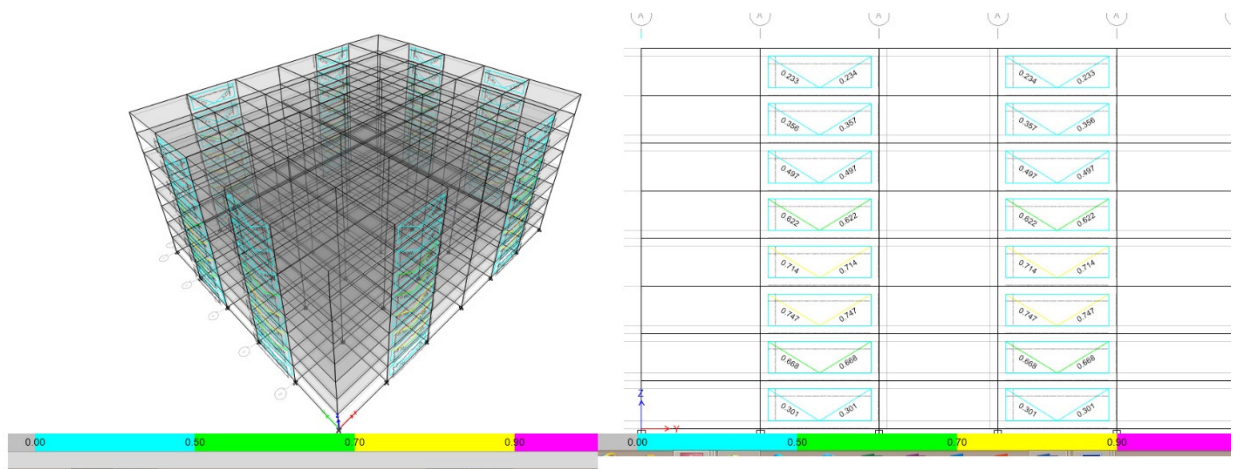 A A A A
0.233 0.234 0.234 0.233
0.356 0.357 0.357 0.356
0.497 0.497 0.497 0.497
0.622 0.622 0.622 0.622
0.714 0.714 0.714 0.714
0.747 0.747 0.747 0.747
0.668 0.668 0.668 0.668
0.301 0.301 0.301 0.301
Z
Y
0.00 0.50 0.70 0.90 0.00 0.50 0.70 0.90